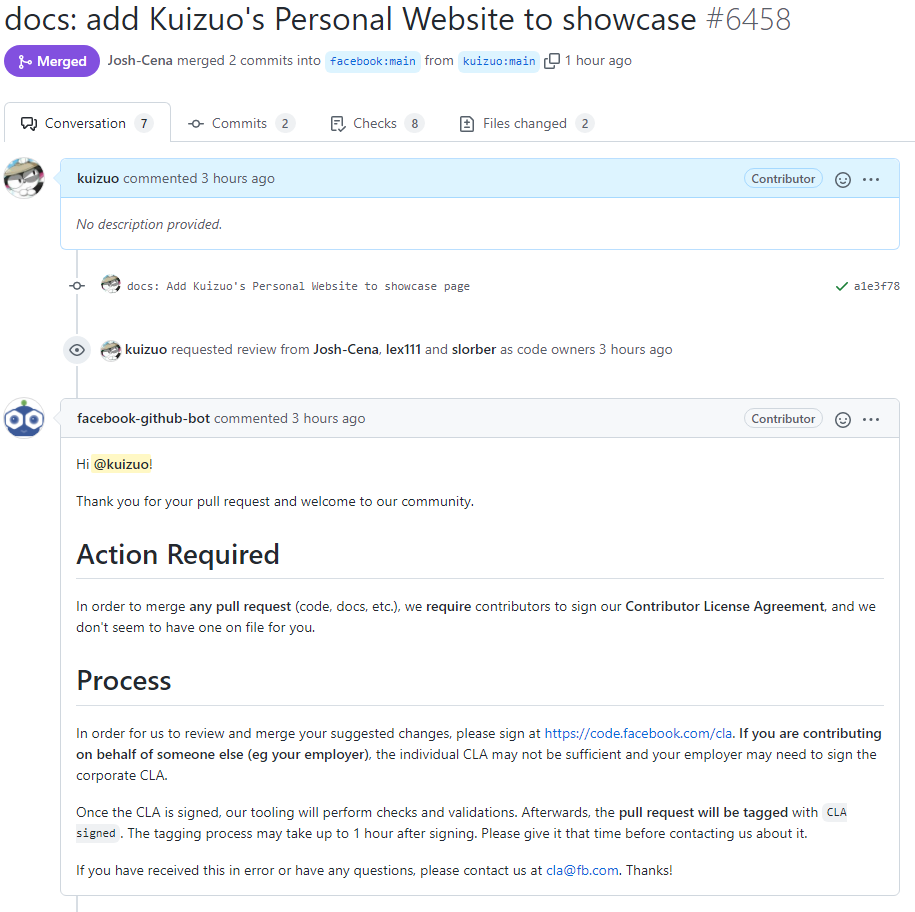 docs: add Kuizuo's Personal Website to showcase #6458
Merged Josh-Cena merged 2 commits into facebook:main from kuizuo:main 1 hour ago
Conversation 7 Commits 2 Checks 8 Files changed 2
kuizuo commented 3 hours ago Contributor
No description provided.
docs: Add Kuizuo's Personal Website to showcase page a1e3f78
kuizuo requested review from Josh-Cena, lex111 and slorber as code owners 3 hours ago
facebook-github-bot commented 3 hours ago Contributor
Hi @kuizuo!
Thank you for your pull request and welcome to our community.
Action Required
In order to merge any pull request (code, docs, etc.), we require contributors to sign our Contributor License Agreement, and we
don't seem to have one on file for you.
Process
In order for us to review and merge your suggested changes, please sign at https://code.facebook.com/cla. If you are contributing
on behalf of someone else (eg your employer), the individual CLA may not be sufficient and your employer may need to sign the
corporate CLA.
Once the CLA is signed, our tooling will perform checks and validations. Afterwards, the pull request will be tagged with CLA
signed. The tagging process may take up to 1 hour after signing. Please give it that time before contacting us about it.
If you have received this in error or have any questions, please contact us at cla@fb.com. Thanks!